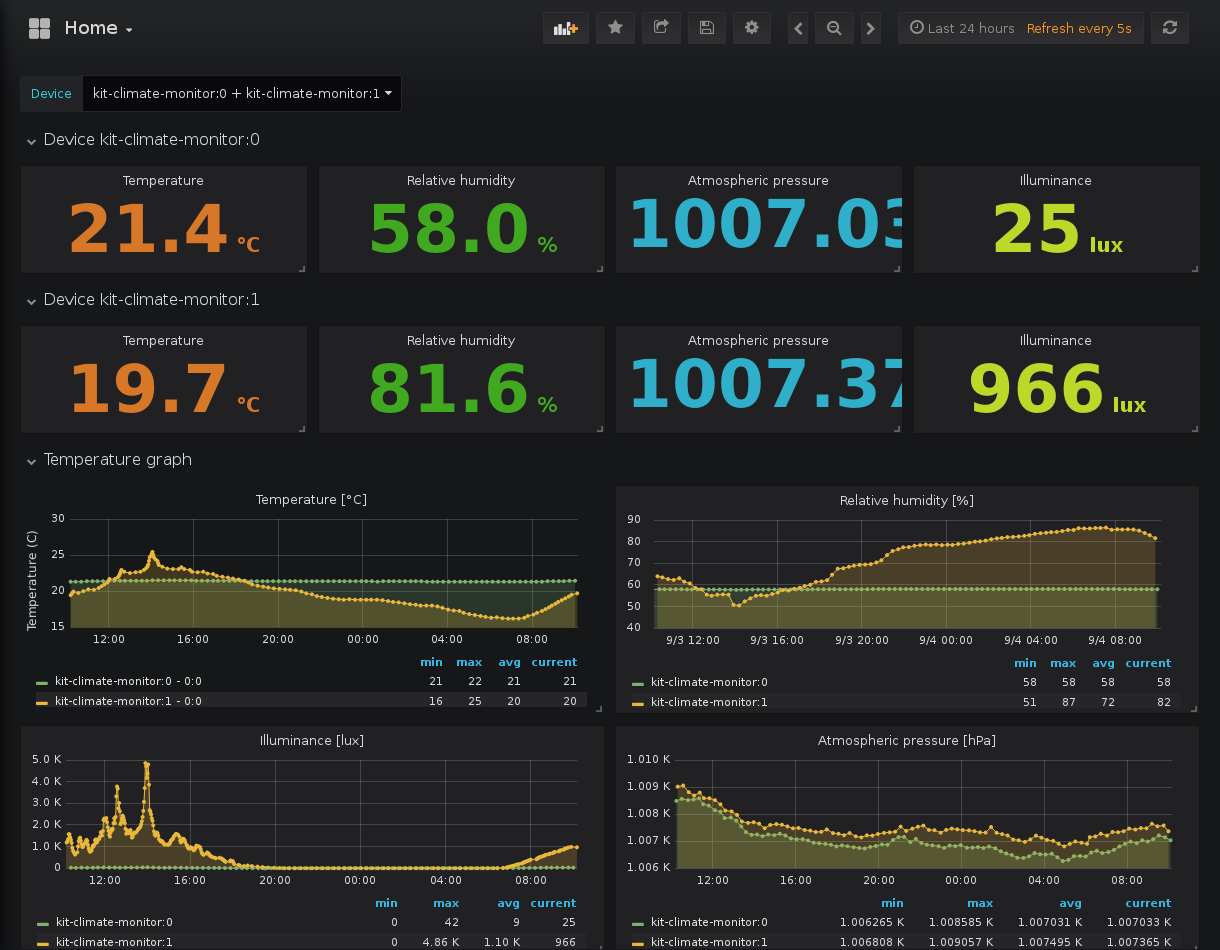 Home
Last 24 hours Refresh every 5s
Device kit-climate-monitor:0 + kit-climate-monitor:1
Device kit-climate-monitor:0
Temperature
21.4 °C
Relative humidity
58.0 %
Atmospheric pressure
1007.03
Illuminance
25 lux
Device kit-climate-monitor:1
Temperature
19.7 °C
Relative humidity
81.6 %
Atmospheric pressure
1007.37
Illuminance
966 lux
Temperature graph
Temperature [°C]
Temperature (C)
30
25
20
15
12:00 16:00 20:00 00:00 04:00 08:00
min max avg current
kit-climate-monitor:0 - 0:0 21 22 21 21
kit-climate-monitor:1 - 0:0 16 25 20 20
Relative humidity [%]
90
80
70
60
50
40
9/3 12:00 9/3 16:00 9/3 20:00 9/4 00:00 9/4 04:00 9/4 08:00
min max avg current
kit-climate-monitor:0 58 58 58 58
kit-climate-monitor:1 51 87 72 82
Illuminance [lux]
5.0 K
4.0 K
3.0 K
2.0 K
1.0 K
0
12:00 16:00 20:00 00:00 04:00 08:00
min max avg current
kit-climate-monitor:0 0 42 9 25
kit-climate-monitor:1 0 4.86 K 1.10 K 966
Atmospheric pressure [hPa]
1.010 K
1.009 K
1.008 K
1.007 K
1.006 K
12:00 16:00 20:00 00:00 04:00 08:00
min max avg current
kit-climate-monitor:0 1.006265 K 1.008585 K 1.007031 K 1.007033 K
kit-climate-monitor:1 1.006808 K 1.009057 K 1.007495 K 1.007365 K